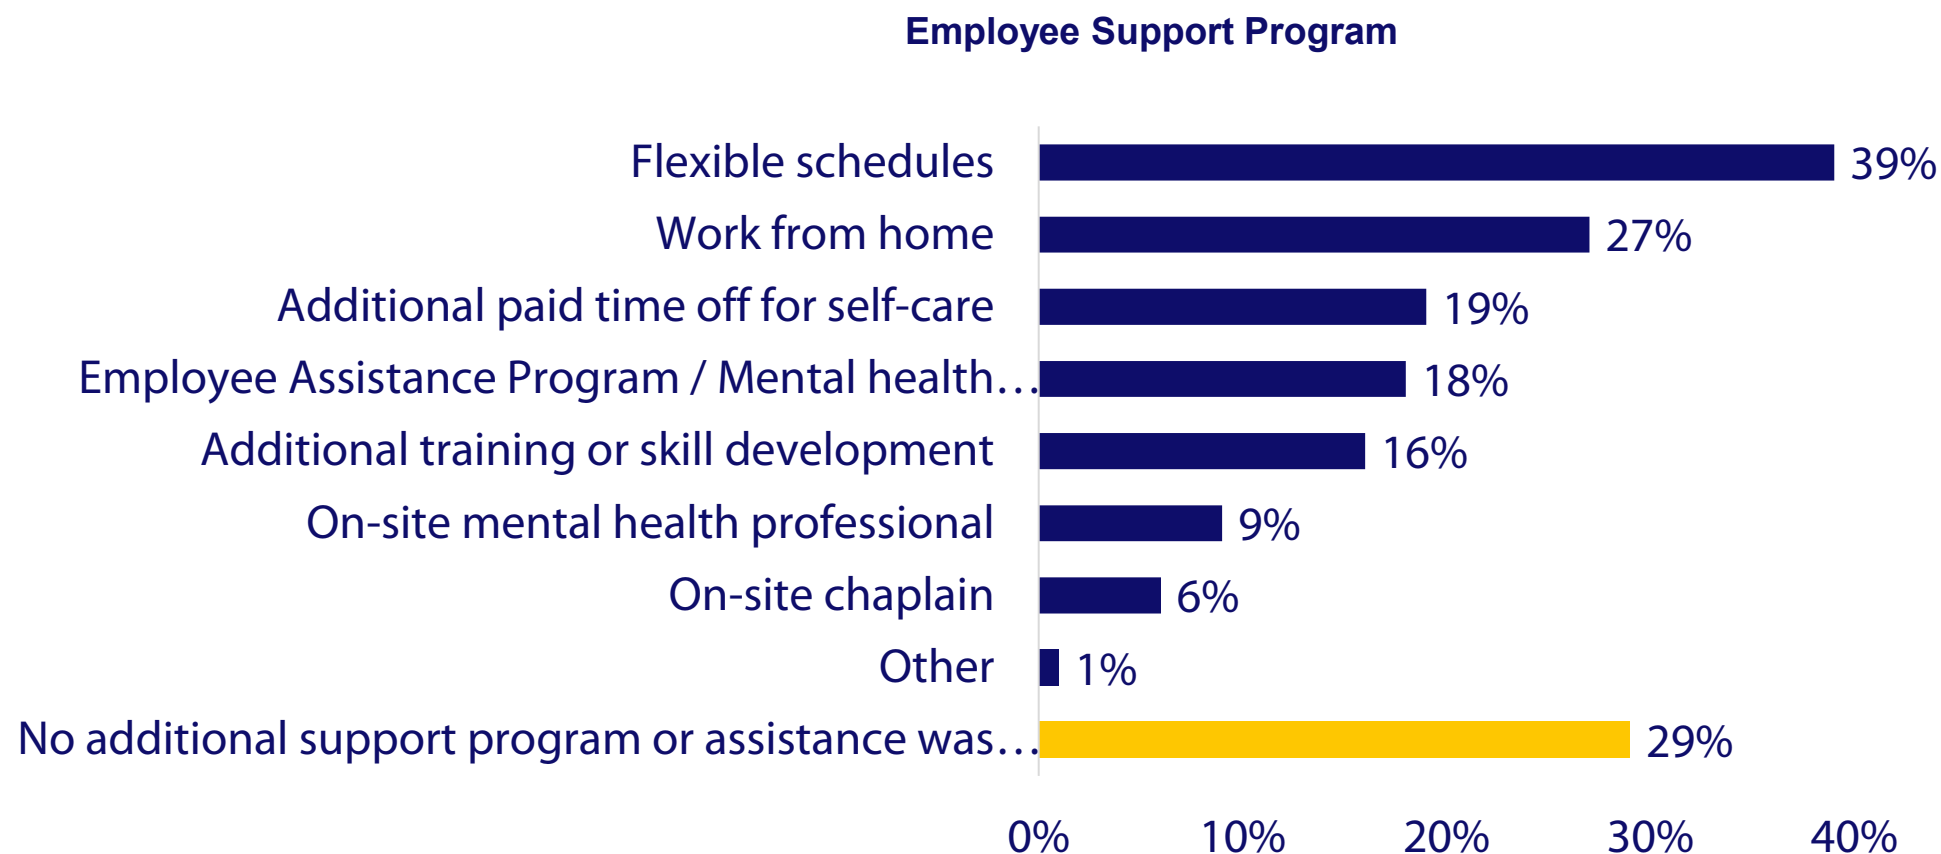 Employee Support Program
Flexible schedules 39%
Work from home 27%
Additional paid time off for self-care 19%
Employee Assistance Program / Mental health… 18%
Additional training or skill development 16%
On-site mental health professional 9%
On-site chaplain 6%
Other 1%
No additional support program or assistance was… 29%
0% 10% 20% 30% 40%